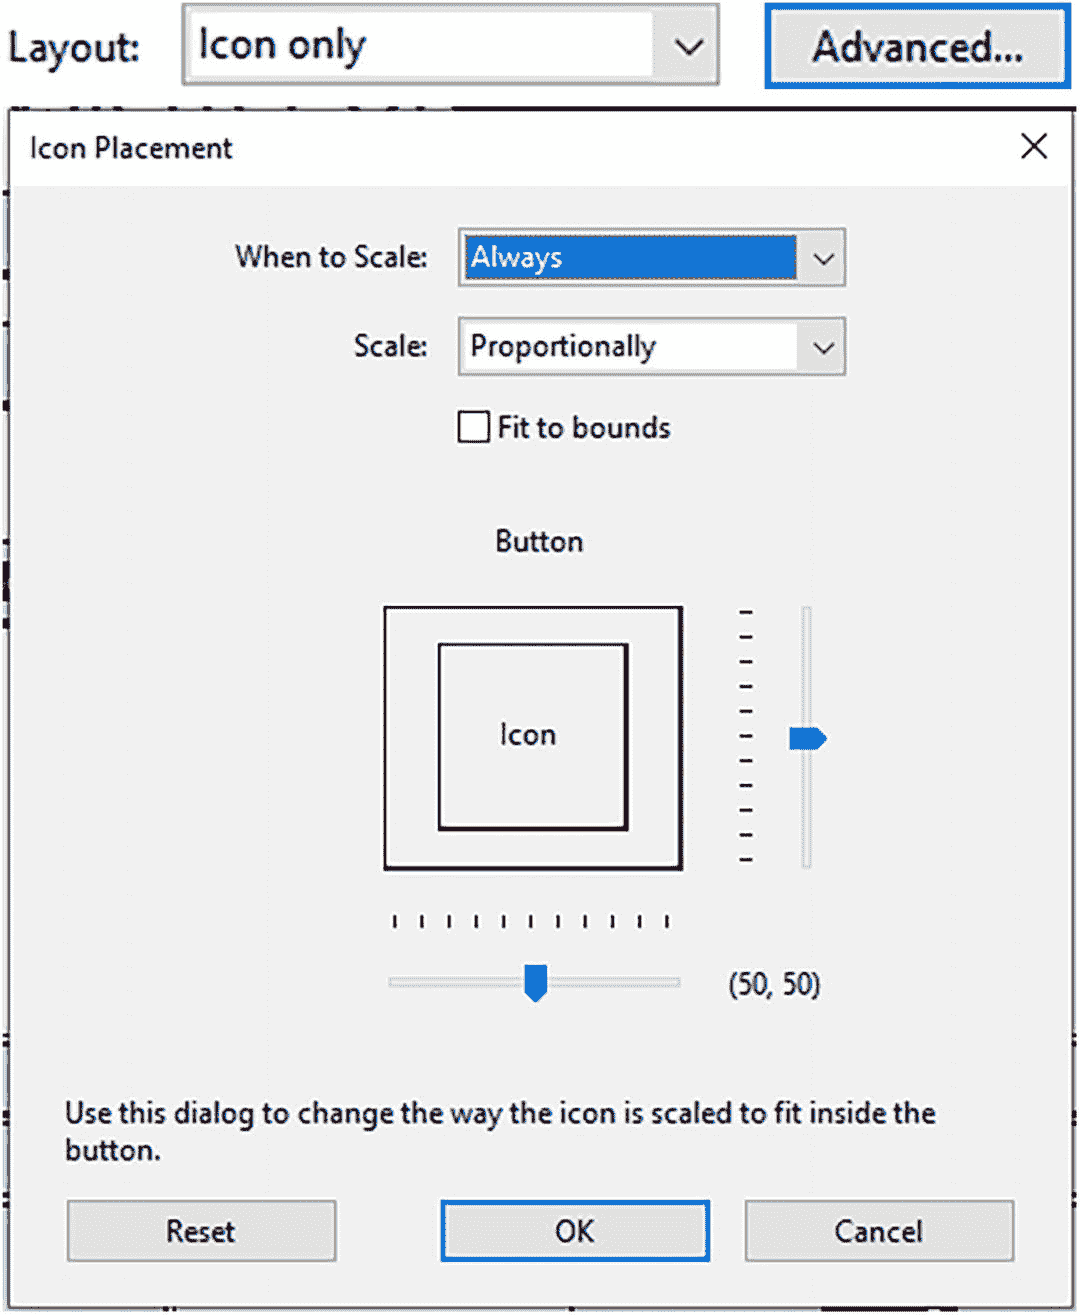 Layout: Icon only Advanced...
Icon Placement
When to Scale: Always
Scale: Proportionally
Fit to bounds
Button
Icon
(50, 50)
Use this dialog to change the way the icon is scaled to fit inside the
button.
Reset OK Cancel